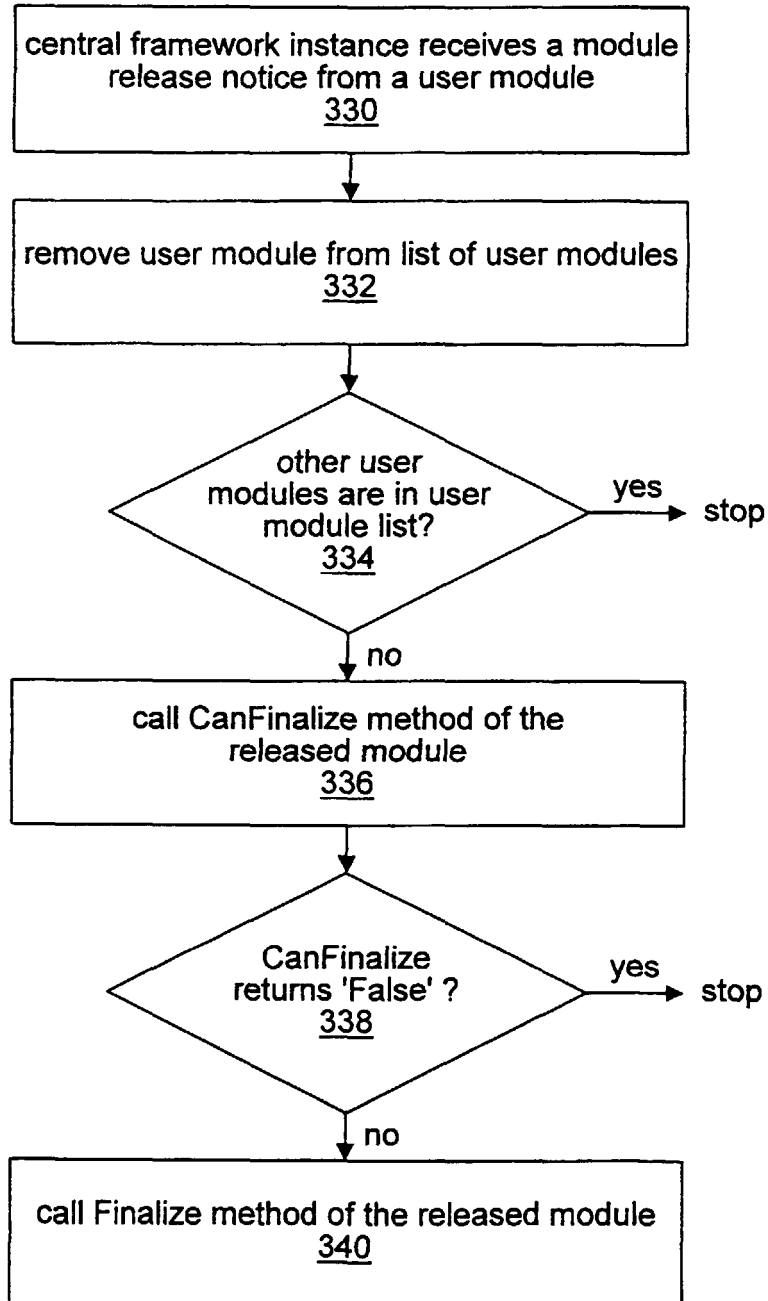 central framework instance receives a module
release notice from a user module
330
remove user module from list of user modules
332
other user
modules are in user
module list?
334
yes
stop
no
call CanFinalize method of the
released module
336
CanFinalize
returns 'False' ?
338
yes
stop
no
call Finalize method of the released module
340